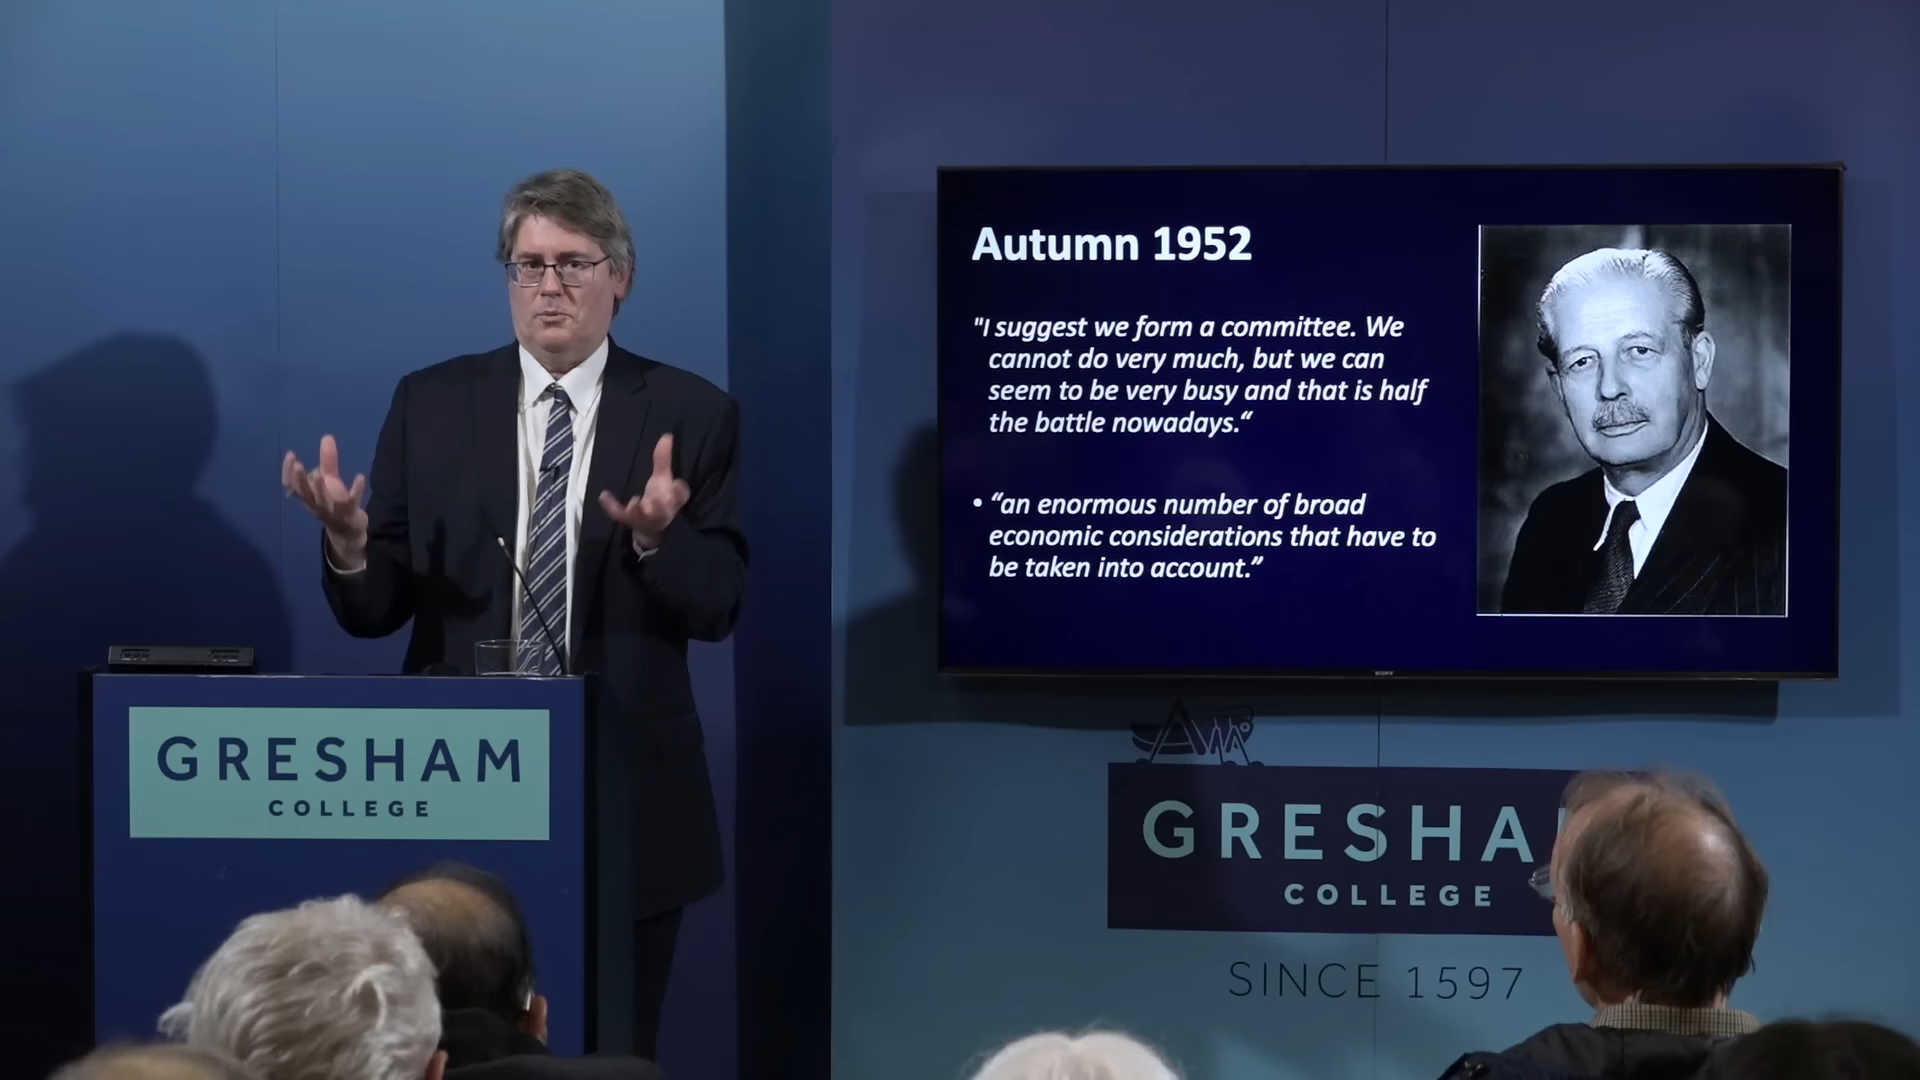 Autumn 1952
"I suggest we form a committee. We
cannot do very much, but we can
seem to be very busy and that is half
the battle nowadays.“
• “an enormous number of broad
economic considerations that have to
be taken into account.”
SONY
GRESHAM
COLLEGE
GRESHA
COLLEGE
SINCE 1597